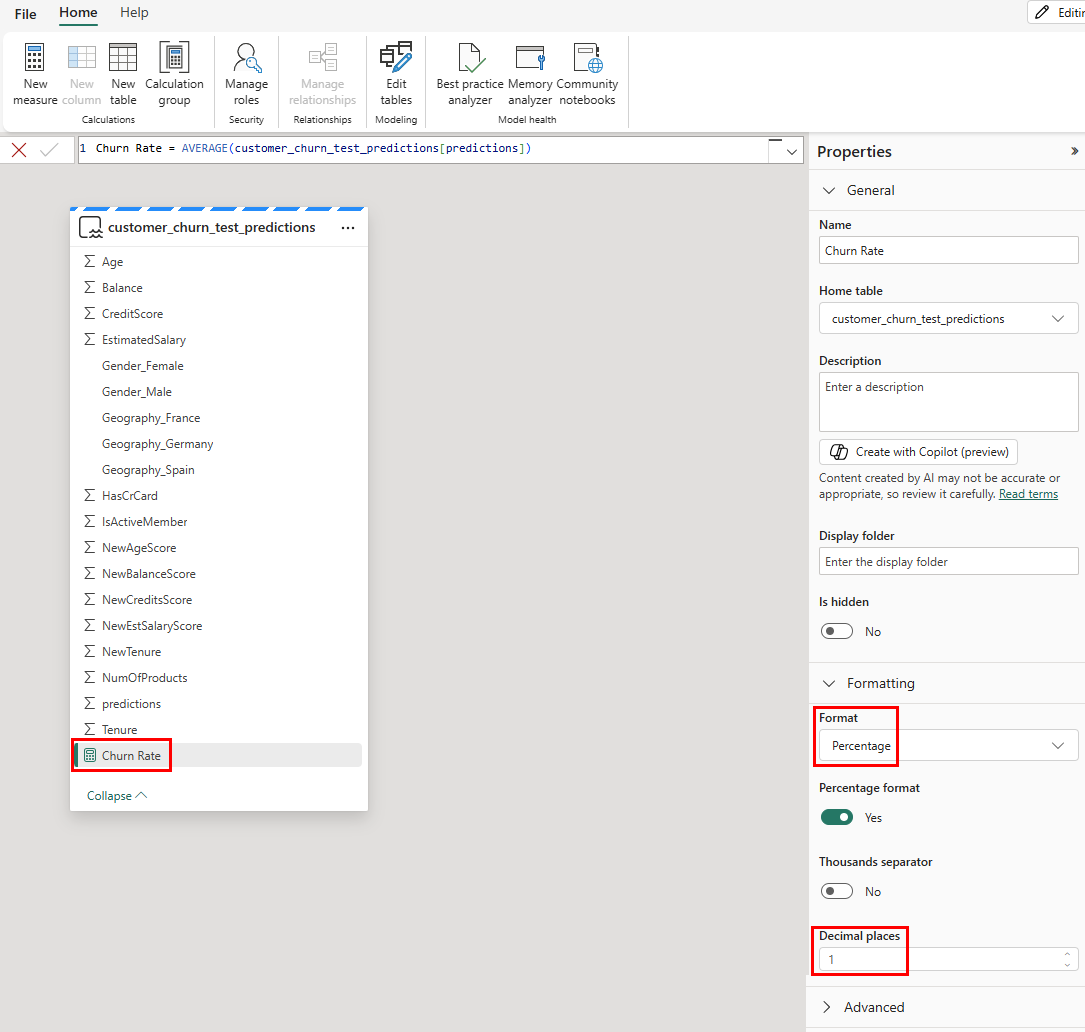 File Home Help
Editin
New measure
New column
New table
Calculation group
Calculations
Manage roles
Security
Manage relationships
Relationships
Edit tables
Modeling
Best practice analyzer
Memory analyzer
Community notebooks
Model health
1 Churn Rate = AVERAGE(customer_churn_test_predictions[predictions])
customer_churn_test_predictions ...
Age
Balance
CreditScore
EstimatedSalary
Gender_Female
Gender_Male
Geography_France
Geography_Germany
Geography_Spain
HasCrCard
IsActiveMember
NewAgeScore
NewBalanceScore
NewCreditsScore
NewEstSalaryScore
NewTenure
NumOfProducts
predictions
Tenure
Churn Rate
Collapse
Properties
General
Name
Churn Rate
Home table
customer_churn_test_predictions
Description
Enter a description
Create with Copilot (preview)
Content created by AI may not be accurate or
appropriate, so review it carefully. Read terms
Display folder
Enter the display folder
Is hidden
No
Formatting
Format
Percentage
Percentage format
Yes
Thousands separator
No
Decimal places
1
Advanced